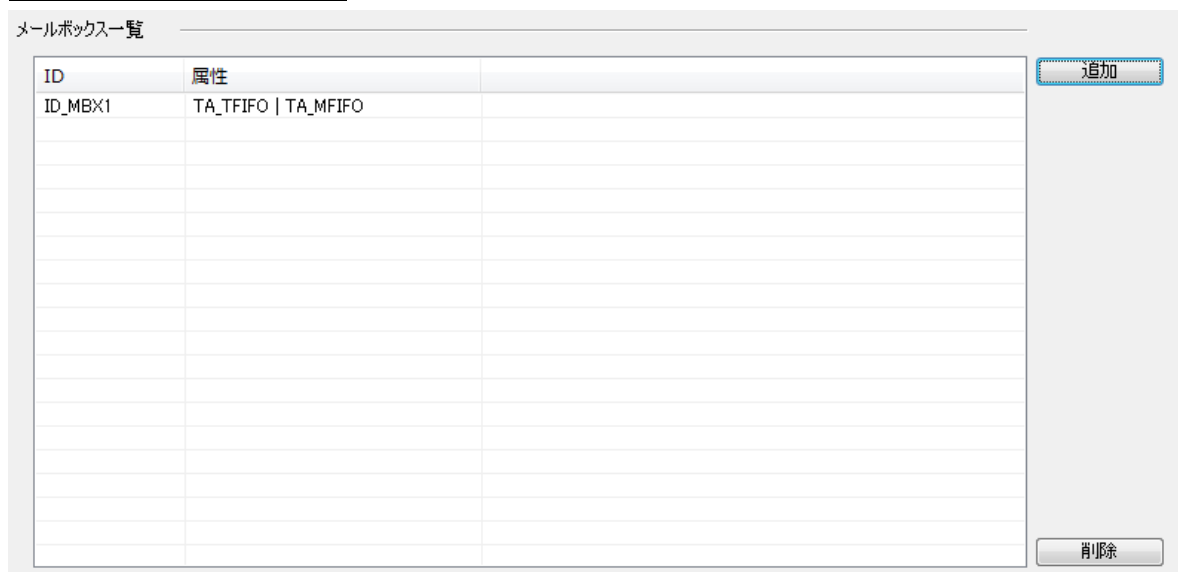 メールボックス一覧
ID 属性 追加
ID_MBX1 TA_TFIFO | TA_MFIFO
削除